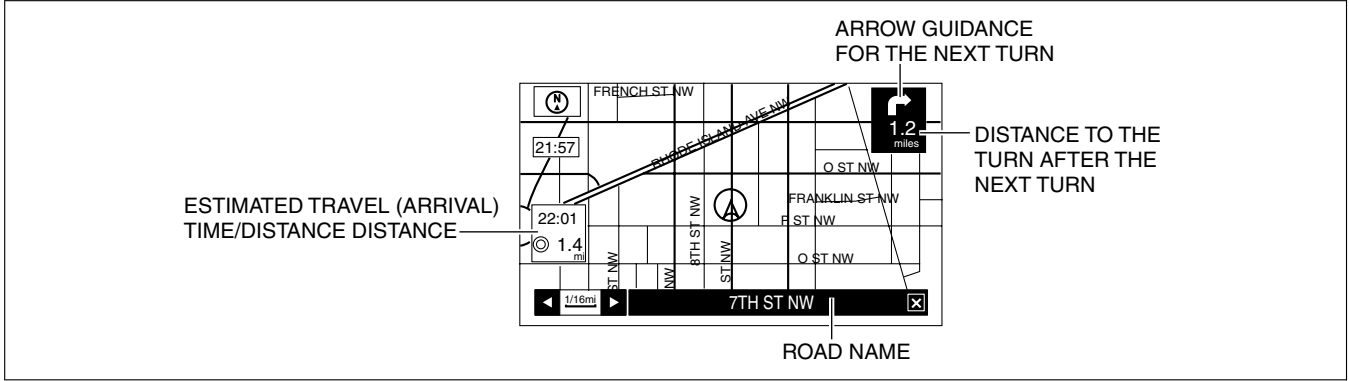 ARROW GUIDANCE
FOR THE NEXT TURN
FRENCH ST NW
N
RHODE ISLAND AVE NW
1.2
miles
21:57
DISTANCE TO THE
TURN AFTER THE
NEXT TURN
O ST NW
ESTIMATED TRAVEL (ARRIVAL)
TIME/DISTANCE DISTANCE
22:01
1.4
mi
FRANKLIN ST NW
P ST NW
8TH ST NW
ST NW
O ST NW
ST NW
NW
1/16mi
7TH ST NW
ROAD NAME